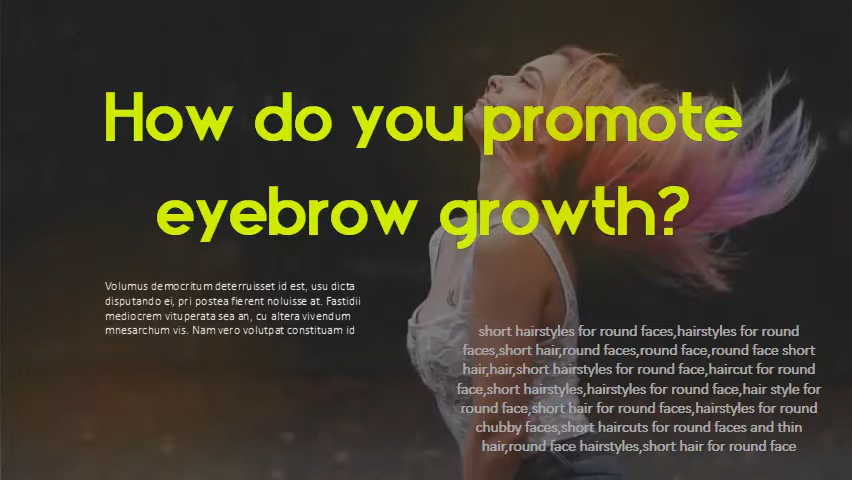 How do you promote
eyebrow growth?
Volumus democritum deterruisset id est, usu dicta
disputando ei, pri postea fierent noluisse at. Fastidii
mediocrem vituperata sea an, cu altera vivendum
mnesarchum vis. Nam vero volutpat constituam id
short hairstyles for round faces,hairstyles for round
faces,short hair,round faces,round face,round face short
hair,hair,short hairstyles for round face,haircut for round
face,short hairstyles,hairstyles for round face,hair style for
round face,short hair for round faces,hairstyles for round
chubby faces,short haircuts for round faces and thin
hair,round face hairstyles,short hair for round face